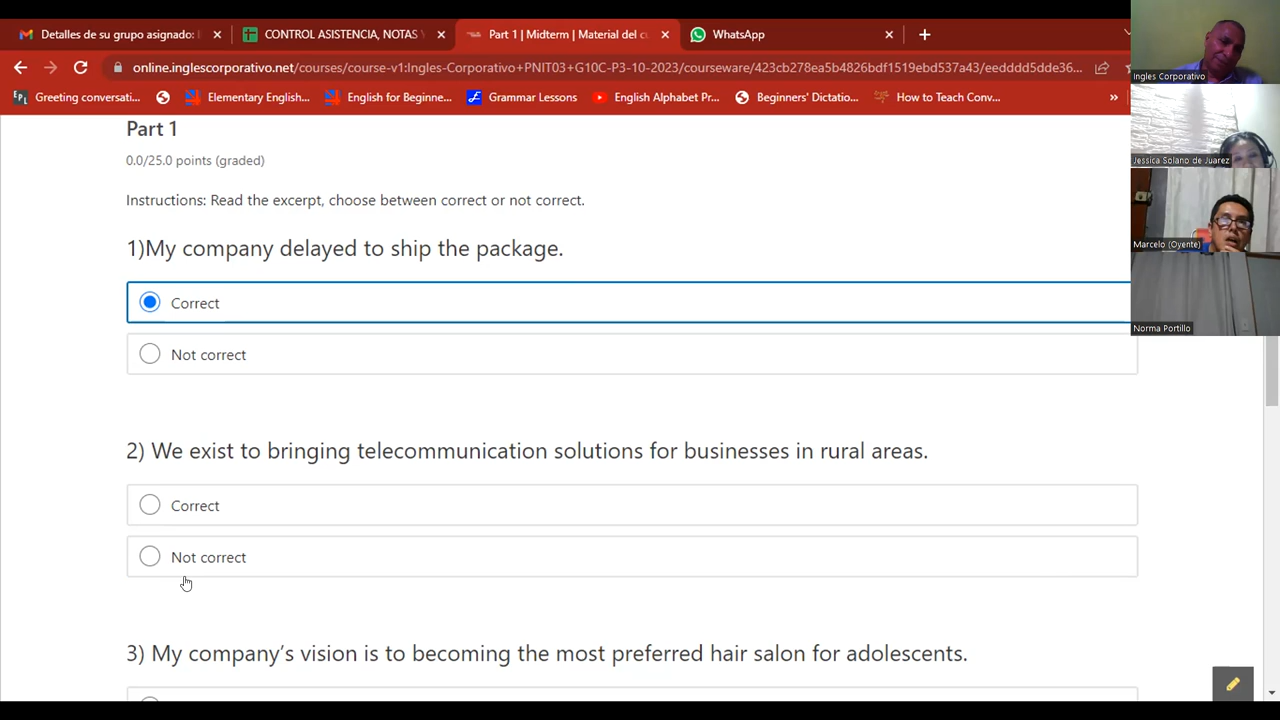 Detalles de su grupo asignado:
CONTROL ASISTENCIA, NOTAS Y
Part 1 | Midterm | Material del cu
WhatsApp
online.inglescorporativo.net/courses/course-v1:Ingles-Corporativo+PNIT03+G10C-P3-10-2023/courseware/423cb278ea5b4826bdf1519ebd537a43/eedddd5dde36...
Greeting conversati...
Elementary English...
English for Beginne...
Grammar Lessons
English Alphabet Pr...
Beginners' Dictatio...
How to Teach Conv...
»
Ingles Corporativo
Jessica Solano de Juarez
Marcelo (Oyente)
Norma Portillo
Part 1
0.0/25.0 points (graded)
Instructions: Read the excerpt, choose between correct or not correct.
1)My company delayed to ship the package.
Correct
Not correct
2) We exist to bringing telecommunication solutions for businesses in rural areas.
Correct
Not correct
3) My company’s vision is to becoming the most preferred hair salon for adolescents.